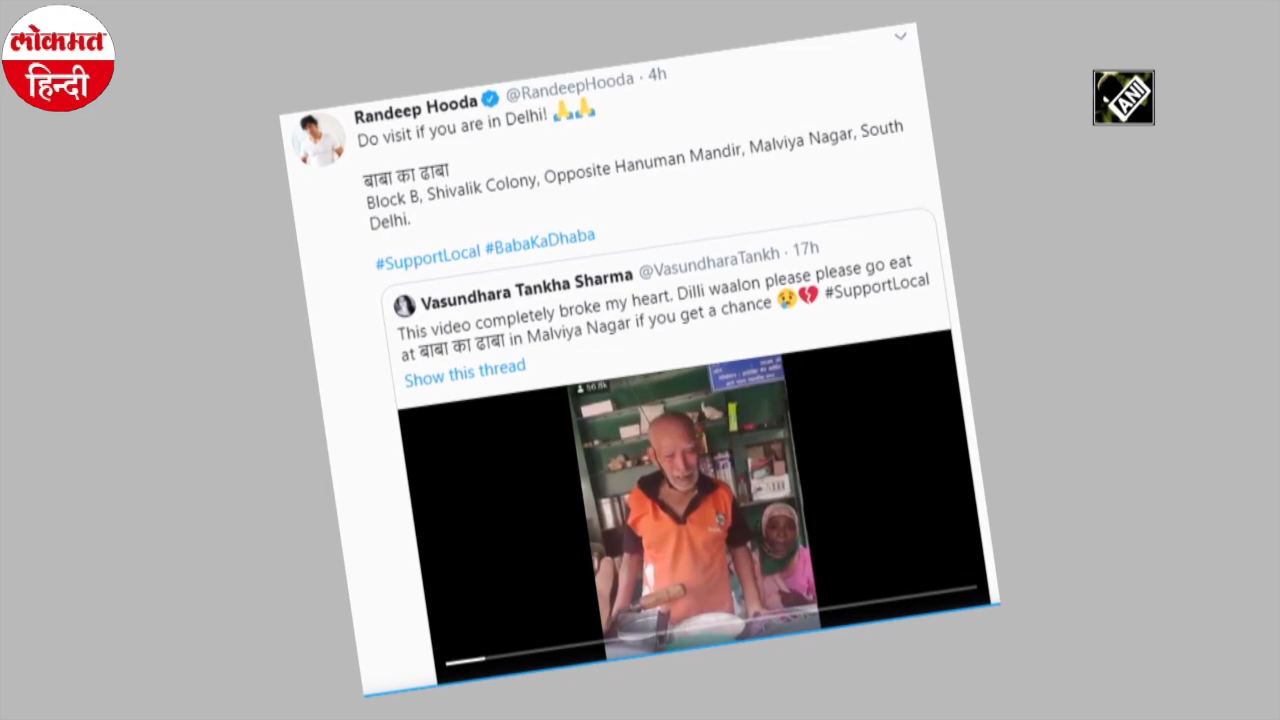 लोकमत
हिन्दी
ANI
Randeep Hooda @RandeepHooda · 4h
Do visit if you are in Delhi! 🙏🙏
बाबा का ढाबा
Block B, Shivalik Colony, Opposite Hanuman Mandir, Malviya Nagar, South
Delhi.
#SupportLocal #BabaKaDhaba
Vasundhara Tankha Sharma @VasundharaTankh · 17h
This video completely broke my heart. Dilli waalon please please go eat
at बाबा का ढाबा in Malviya Nagar if you get a chance 😢💔 #SupportLocal
Show this thread
50.8k